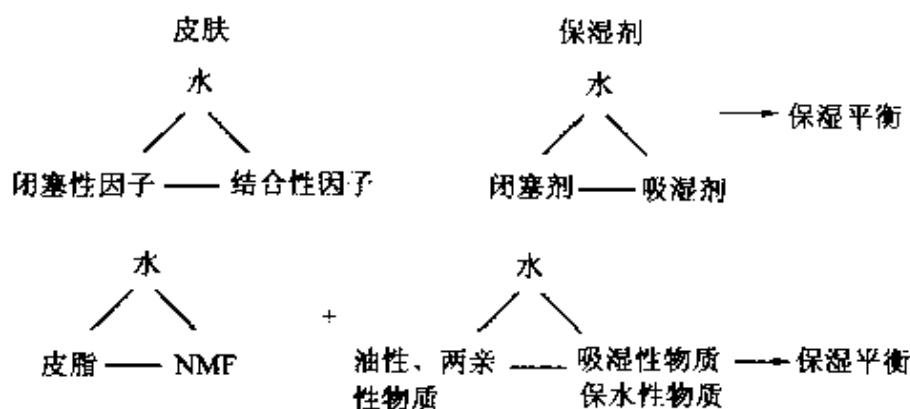 皮肤
保湿剂
水
水
保湿平衡
闭塞性因子
结合性因子
闭塞剂
吸湿剂
水
水
+
皮脂
NMF
油性、两亲
性物质
吸湿性物质
保水性物质
保湿平衡